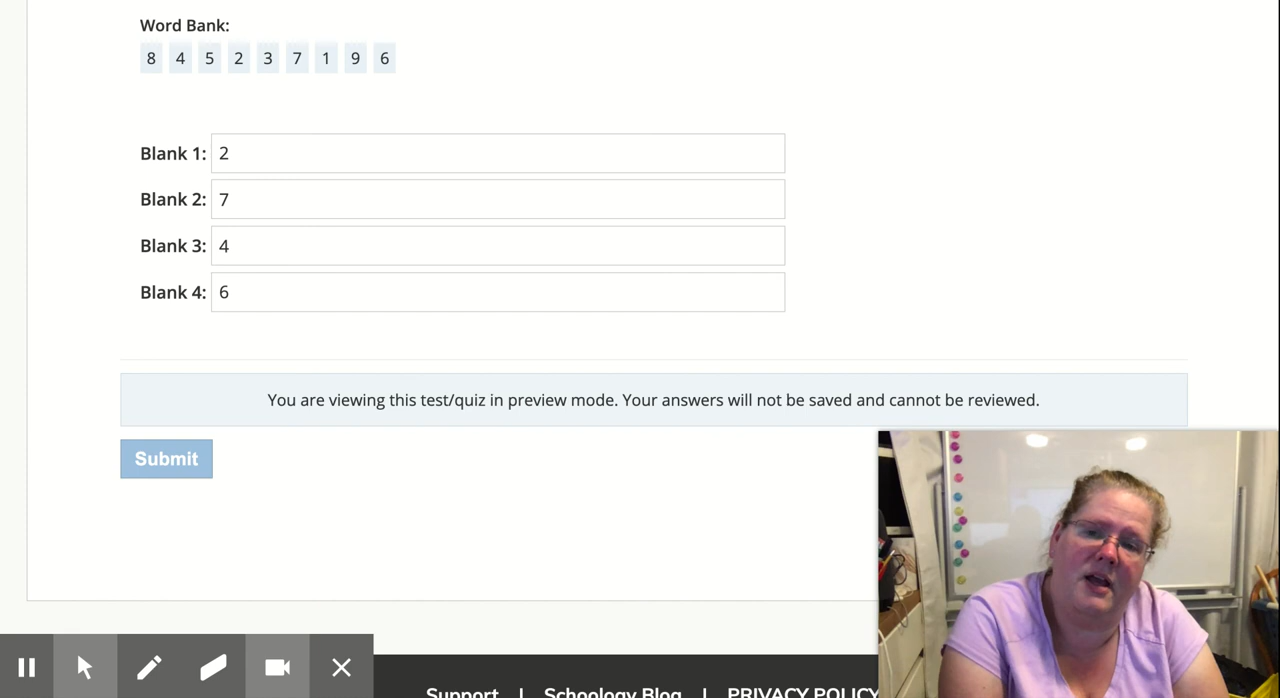 Word Bank:
8 4 5 2 3 7 1 9 6
Blank 1: 2
Blank 2: 7
Blank 3: 4
Blank 4: 6
You are viewing this test/quiz in preview mode. Your answers will not be saved and cannot be reviewed.
Submit
Support | Schoology Blog | PRIVACY POLICY